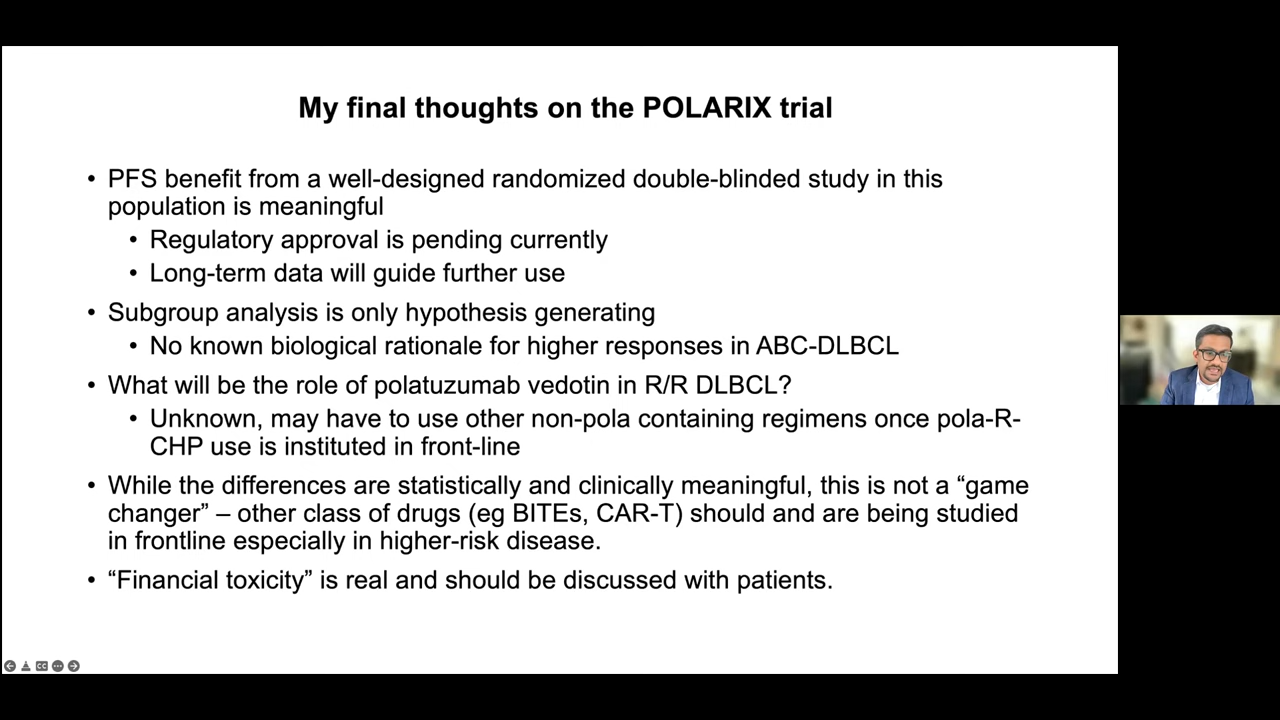 My final thoughts on the POLARIX trial
• PFS benefit from a well-designed randomized double-blinded study in this
population is meaningful
• Regulatory approval is pending currently
• Long-term data will guide further use
• Subgroup analysis is only hypothesis generating
• No known biological rationale for higher responses in ABC-DLBCL
• What will be the role of polatuzumab vedotin in R/R DLBCL?
• Unknown, may have to use other non-pola containing regimens once pola-R-
CHP use is instituted in front-line
• While the differences are statistically and clinically meaningful, this is not a “game
changer” – other class of drugs (eg BITEs, CAR-T) should and are being studied
in frontline especially in higher-risk disease.
• “Financial toxicity” is real and should be discussed with patients.